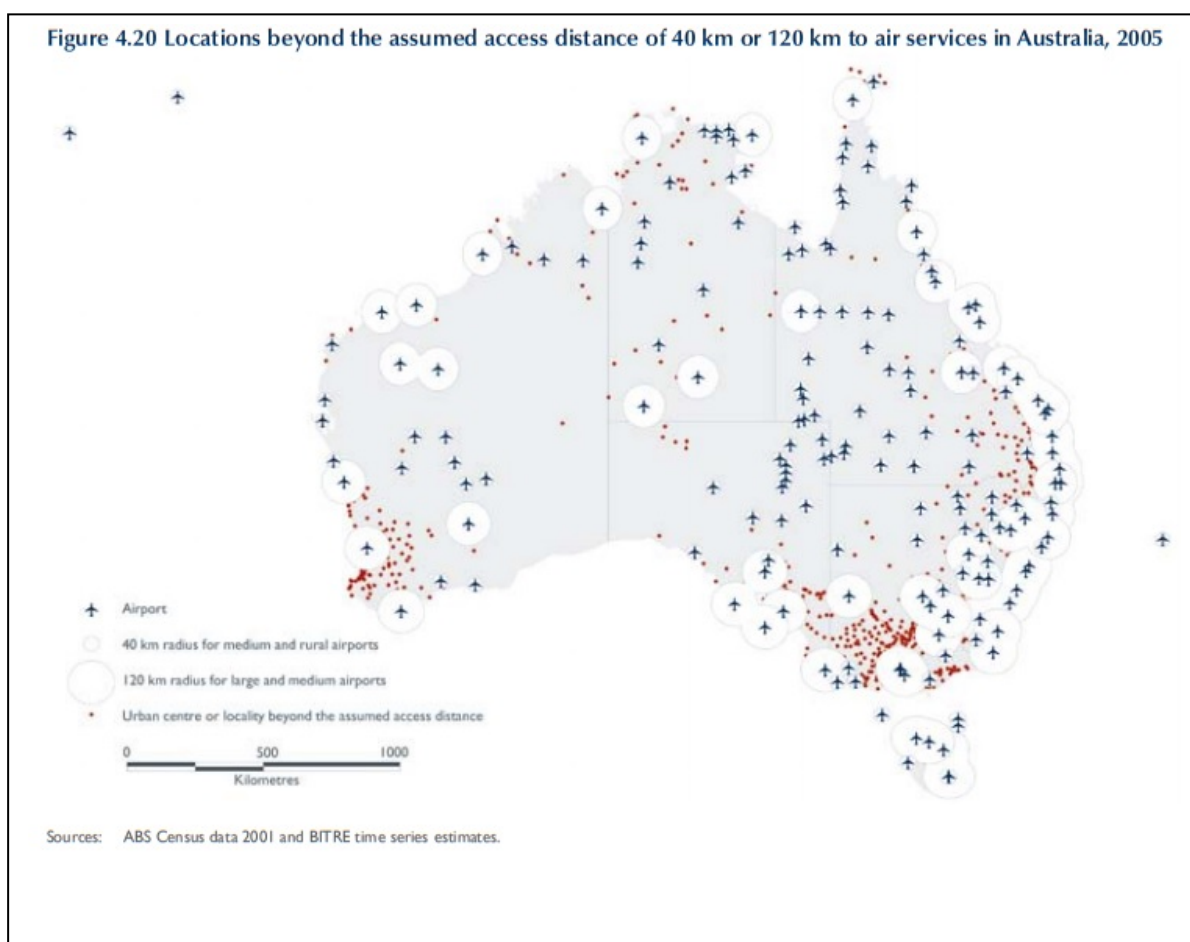 Figure 4.20 Locations beyond the assumed access distance of 40 km or 120 km to air services in Australia, 2005
Airport
40 km radius for medium and rural airports
120 km radius for large and medium airports
Urban centre or locality beyond the assumed access distance
0 500 1000
Kilometres
Sources: ABS Census data 2001 and BITRE time series estimates.